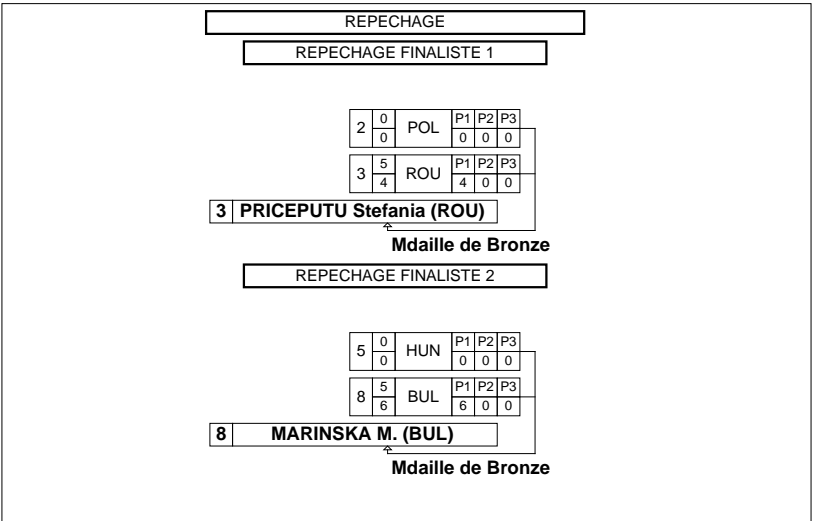 REPECHAGE
REPECHAGE FINALISTE 1
2 0 POL P1 P2 P3
0 0 0 0
3 5 ROU P1 P2 P3
4 4 0 0
3 PRICEPUTU Stefania (ROU)
Mdaille de Bronze
REPECHAGE FINALISTE 2
5 0 HUN P1 P2 P3
0 0 0 0
8 5 BUL P1 P2 P3
6 6 0 0
8 MARINSKA M. (BUL)
Mdaille de Bronze